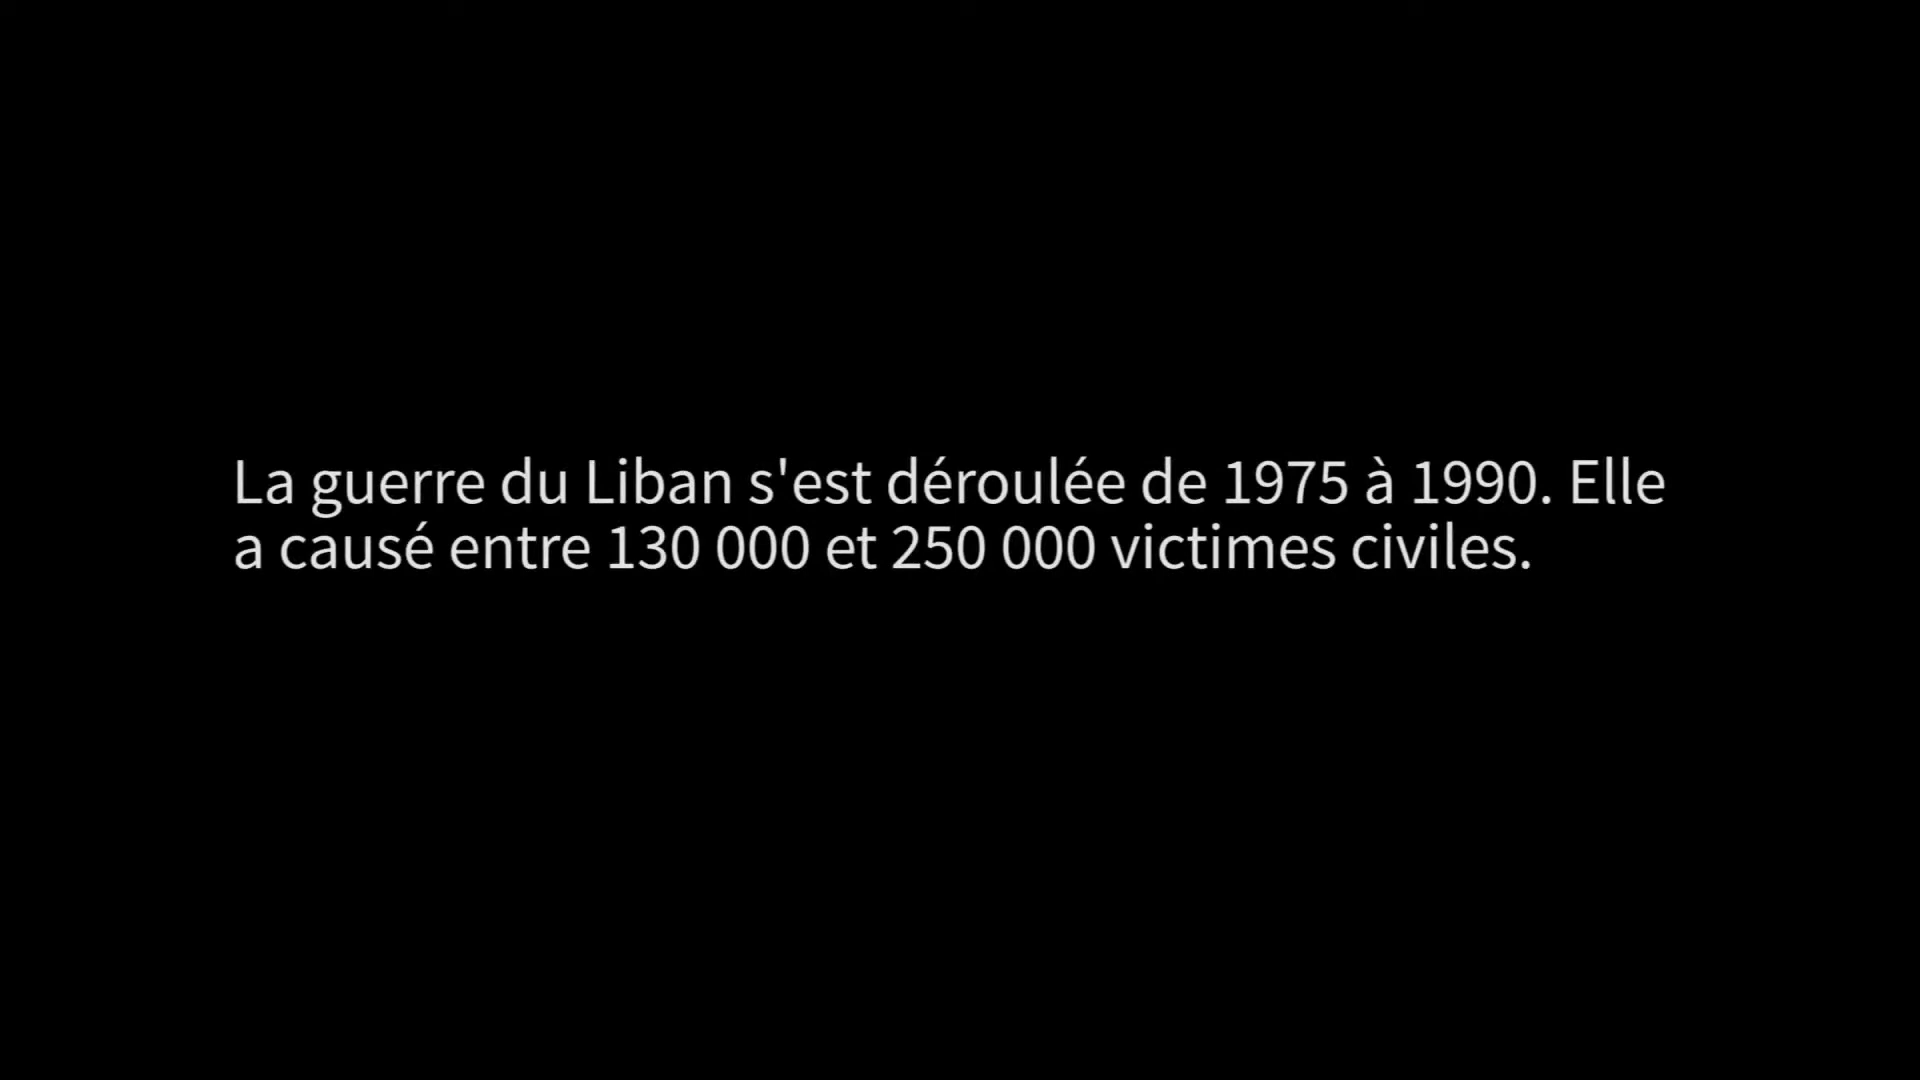 La guerre du Liban s'est déroulée de 1975 à 1990. Elle
a causé entre 130 000 et 250 000 victimes civiles.